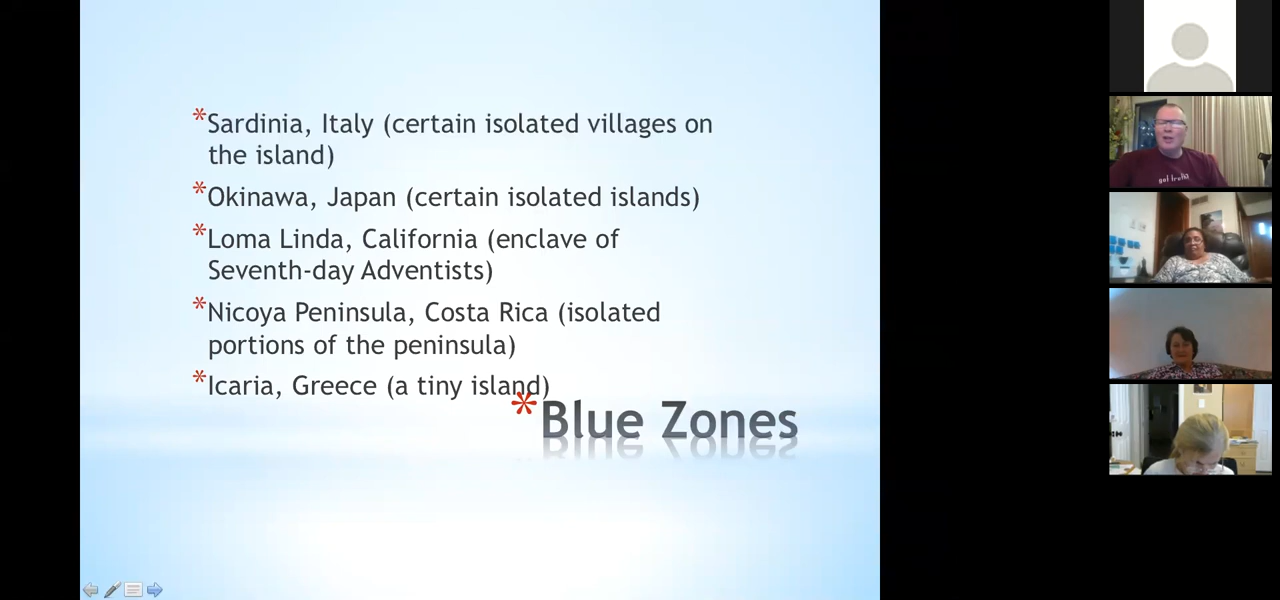 *Sardinia, Italy (certain isolated villages on
the island)
*Okinawa, Japan (certain isolated islands)
*Loma Linda, California (enclave of
Seventh-day Adventists)
*Nicoya Peninsula, Costa Rica (isolated
portions of the peninsula)
*Icaria, Greece (a tiny island)
*Blue Zones